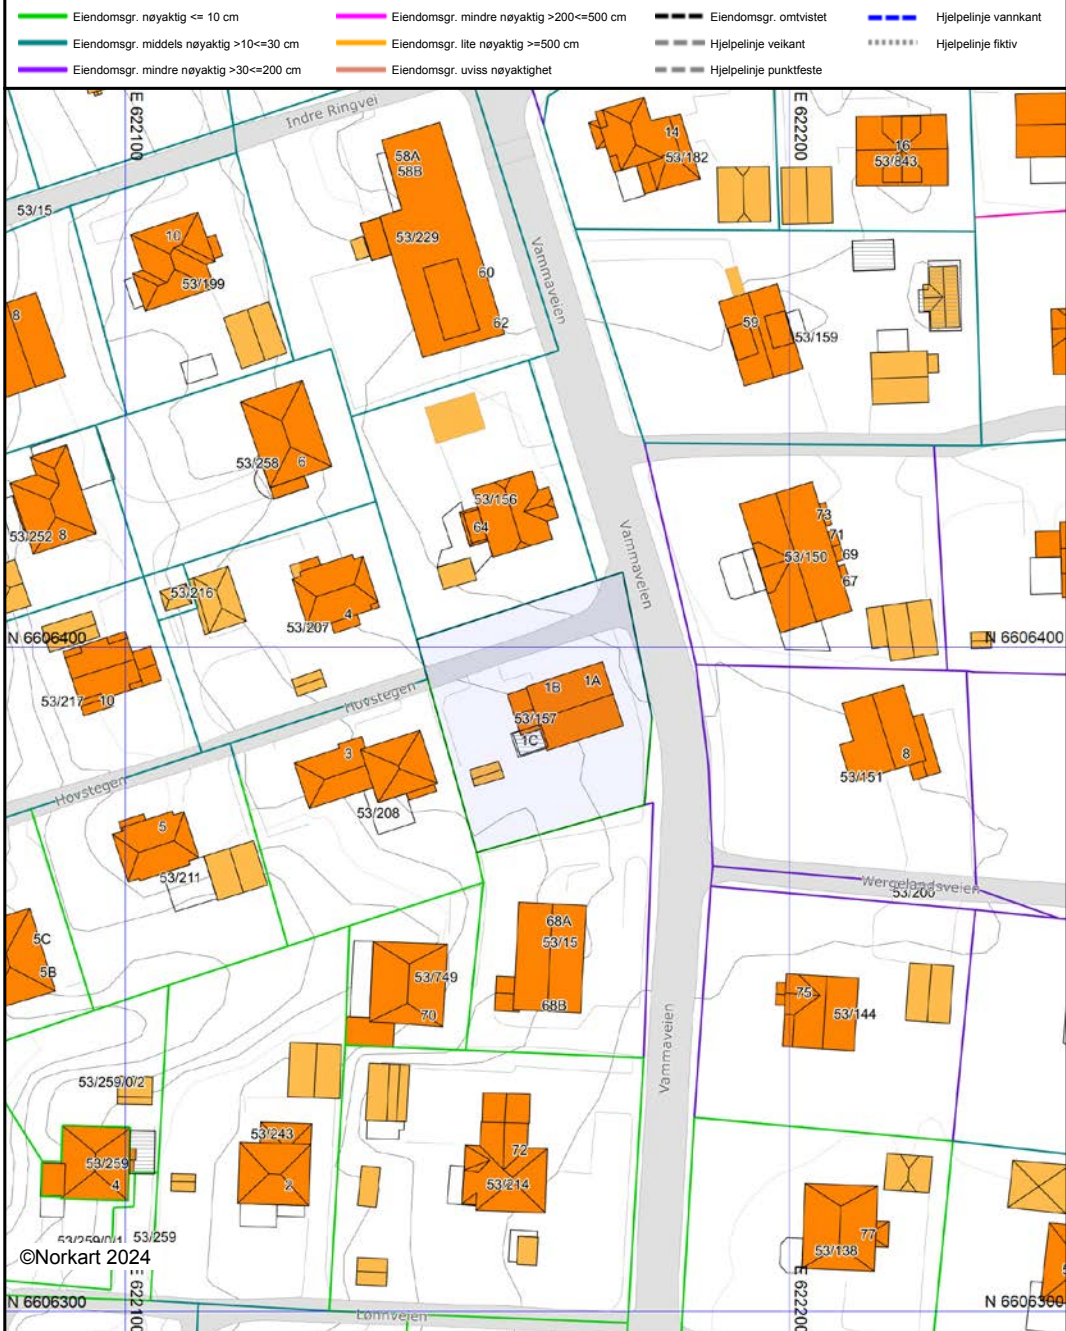 Eiendomsgr. nøyaktig <= 10 cm
Eiendomsgr. mindre nøyaktig >200<=500 cm
Eiendomsgr. omtvistet
Hjelpelinje vannkant
Eiendomsgr. middels nøyaktig >10<=30 cm
Eiendomsgr. lite nøyaktig >=500 cm
Hjelpelinje veikant
Hjelpelinje fiktiv
Eiendomsgr. mindre nøyaktig >30<=200 cm
Eiendomsgr. uviss nøyaktighet
Hjelpelinje punktfeste
E 622100
E 622200
Indre Ringvei
58A
58B
14
53/182
16
53/843
53/15
10
53/199
53/229
60
62
Vammaveien
59
53/159
8
53/258
6
53/252
8
53/156
64
Vammaveien
73
71
53/150
69
67
53/216
53/207
4
N 6606400
N 6606400
53/217
10
Hovstegen
1B
1A
53/157
1C
3
53/208
53/151
8
Hovstegen
5
53/211
Wergelandsveien
53/200
5C
5B
68A
53/15
68B
53/749
70
75
53/144
Vammaveien
53/259/0/2
53/259
4
53/243
2
72
53/214
77
53/138
53/259/0/1
53/259
©Norkart 2024
E 622100
E 622200
N 6606300
N 6606300
Lønnveien